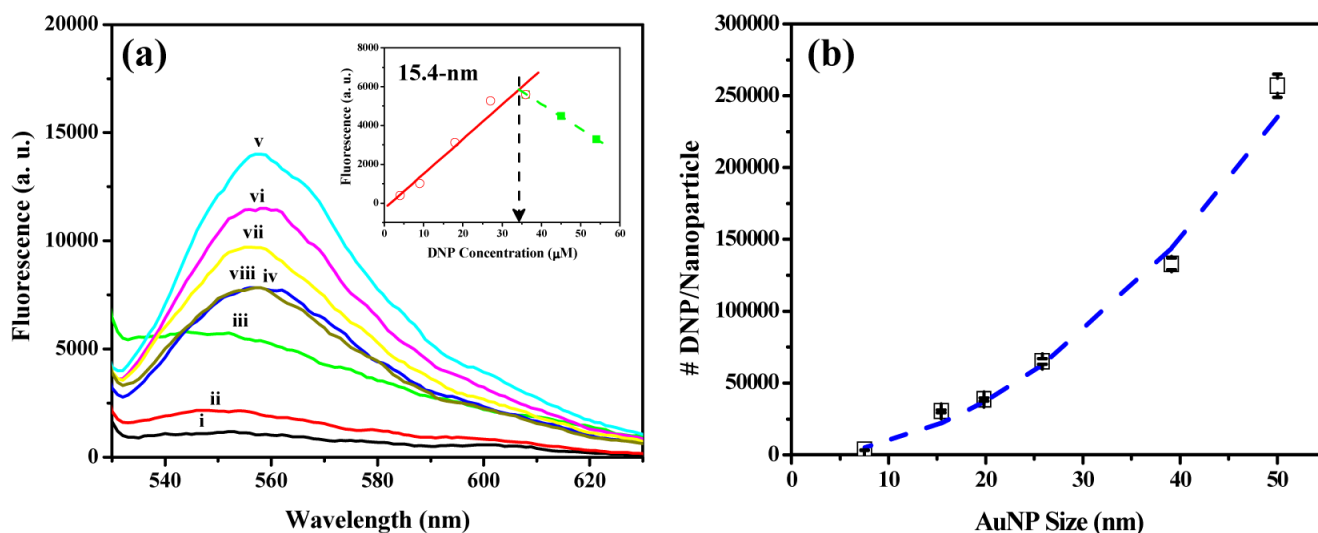 (a)
Fluorescence (a. u.)
20000
15000
10000
5000
0
v
vi
vii
viii iv
iii
ii
i
540 560 580 600 620
Wavelength (nm)
15.4-nm
Fluorescence (a. u.)
8000
6000
4000
2000
0
0 10 20 30 40 50 60
DNP Concentration (μM)
(b)
# DNP/Nanoparticle
300000
250000
200000
150000
100000
50000
0
0 10 20 30 40 50
AuNP Size (nm)